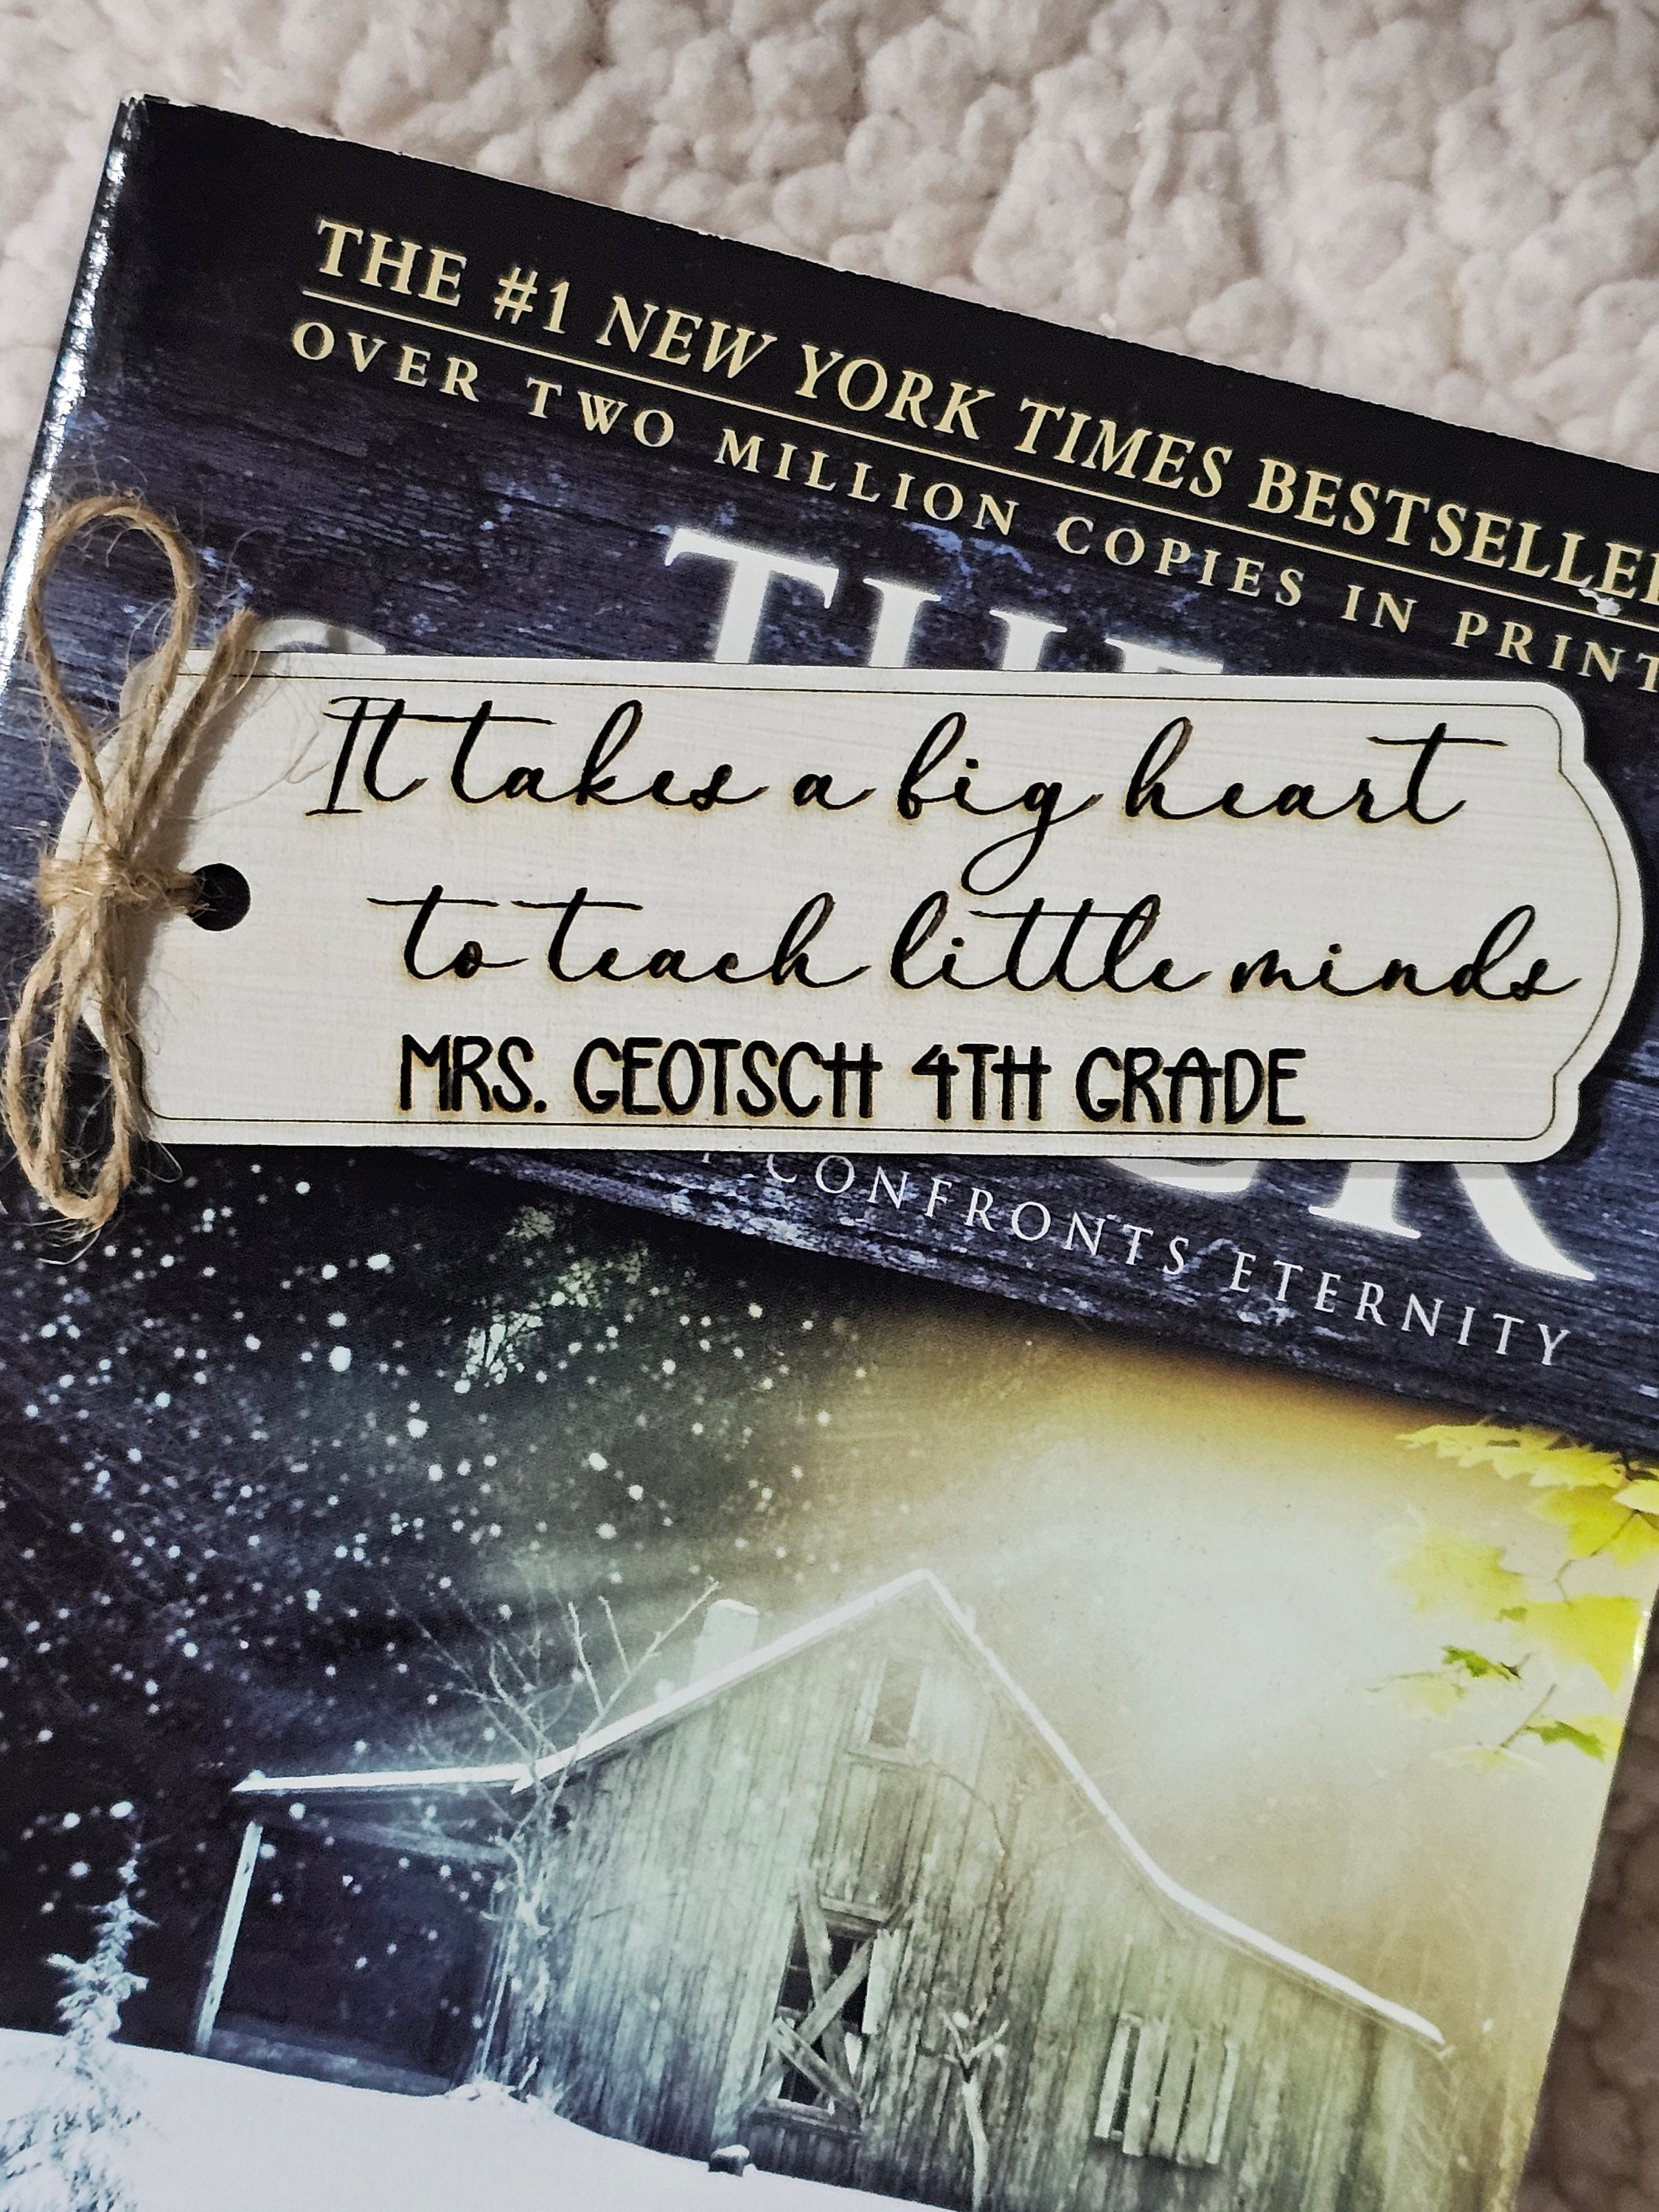 THE #1 NEW YORK TIMES BESTSELLER
OVER TWO MILLION COPIES IN PRINT
THE
It takes a big heart
to teach little minds
MRS. GEOTSCH 4TH GRADE
CONFRONTS ETERNITY